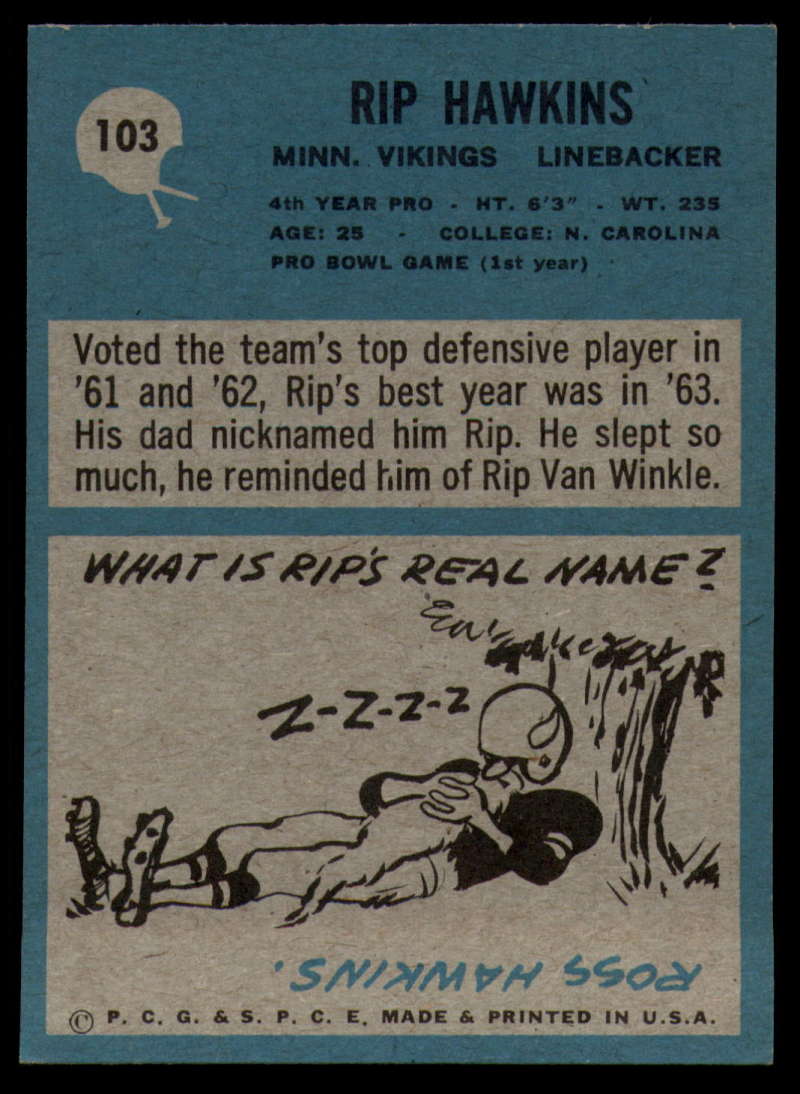 103
RIP HAWKINS
MINN. VIKINGS LINEBACKER
4th YEAR PRO - HT. 6'3" - WT. 235
AGE: 25 - COLLEGE: N. CAROLINA
PRO BOWL GAME (1st year)
Voted the team's top defensive player in
'61 and '62, Rip's best year was in '63.
His dad nicknamed him Rip. He slept so
much, he reminded him of Rip Van Winkle.
WHAT IS RIP'S REAL NAME?
Z-Z-Z-Z
ROSS HAWKINS.
© P. C. G. & S. P. C. E. MADE & PRINTED IN U.S.A.